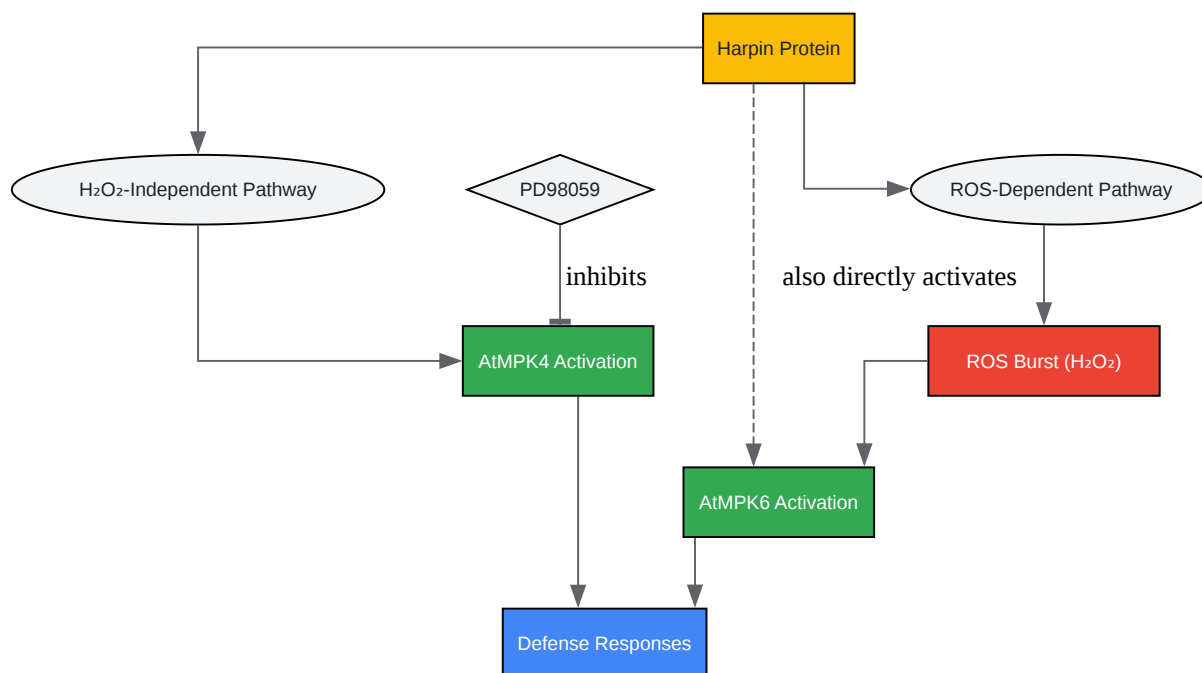 Harpin Protein
H₂O₂-Independent Pathway
PD98059
ROS-Dependent Pathway
inhibits
also directly activates
AtMPK4 Activation
ROS Burst (H₂O₂)
AtMPK6 Activation
Defense Responses